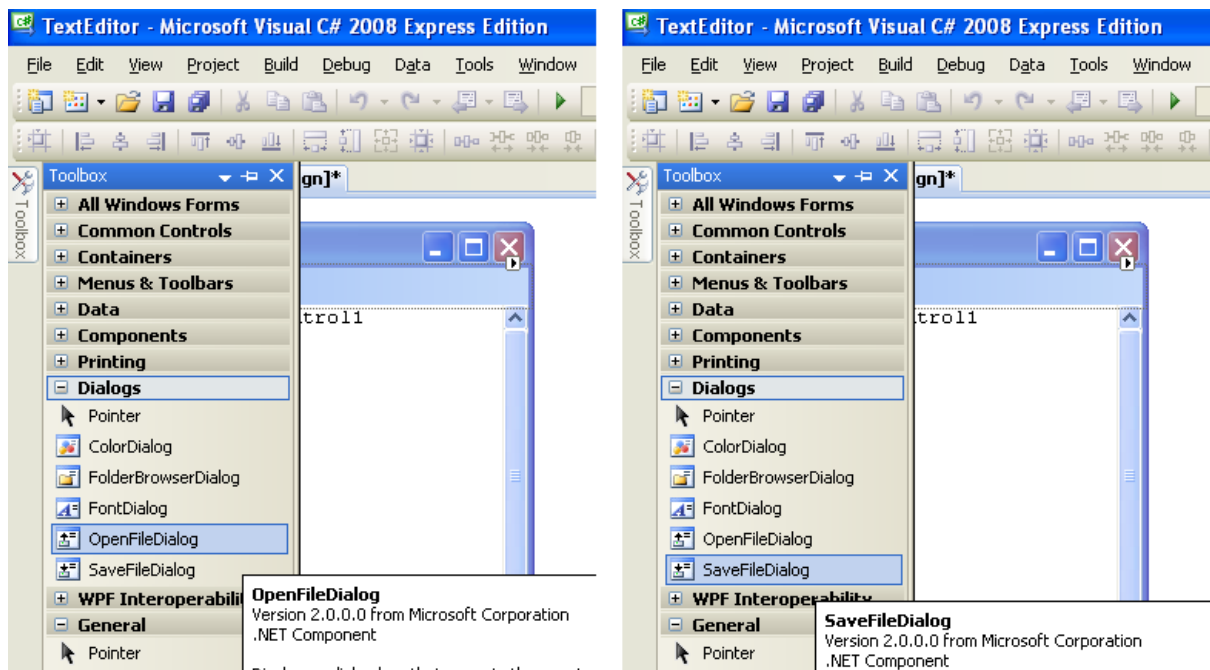 TextEditor - Microsoft Visual C# 2008 Express Edition
File Edit View Project Build Debug Data Tools Window
Toolbox
gn]*
Toolbox
All Windows Forms
Common Controls
Containers
Menus & Toolbars
Data
trol1
Components
Printing
Dialogs
Pointer
ColorDialog
FolderBrowserDialog
FontDialog
OpenFileDialog
SaveFileDialog
WPF Interoperabili
General
Pointer
OpenFileDialog
Version 2.0.0.0 from Microsoft Corporation
.NET Component
TextEditor - Microsoft Visual C# 2008 Express Edition
File Edit View Project Build Debug Data Tools Window
Toolbox
gn]*
Toolbox
All Windows Forms
Common Controls
Containers
Menus & Toolbars
Data
trol1
Components
Printing
Dialogs
Pointer
ColorDialog
FolderBrowserDialog
FontDialog
OpenFileDialog
SaveFileDialog
WPF Interoperability
General
Pointer
SaveFileDialog
Version 2.0.0.0 from Microsoft Corporation
.NET Component